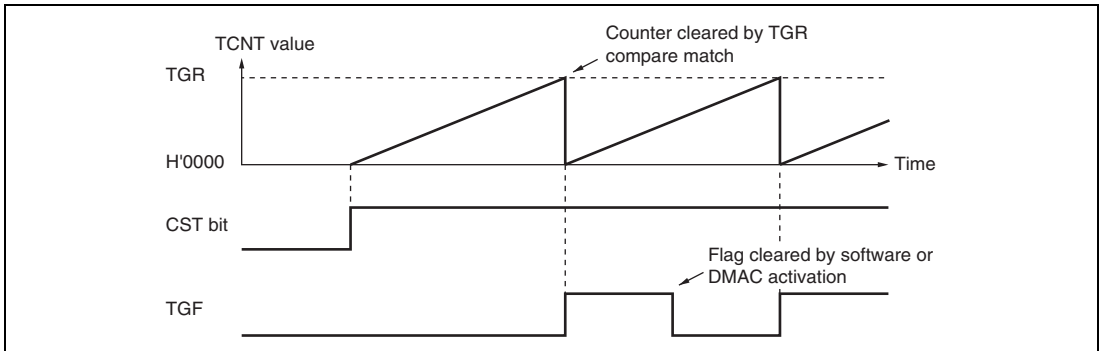 Counter cleared by TGR
compare match
TCNT value
TGR
H'0000
Time
CST bit
Flag cleared by software or
DMAC activation
TGF